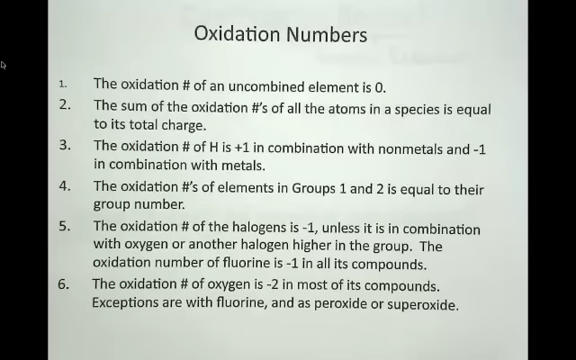 Oxidation Numbers
1. The oxidation # of an uncombined element is 0.
2. The sum of the oxidation #'s of all the atoms in a species is equal
to its total charge.
3. The oxidation # of H is +1 in combination with nonmetals and -1
in combination with metals.
4. The oxidation #'s of elements in Groups 1 and 2 is equal to their
group number.
5. The oxidation # of the halogens is -1, unless it is in combination
with oxygen or another halogen higher in the group. The
oxidation number of fluorine is -1 in all its compounds.
6. The oxidation # of oxygen is -2 in most of its compounds.
Exceptions are with fluorine, and as peroxide or superoxide.